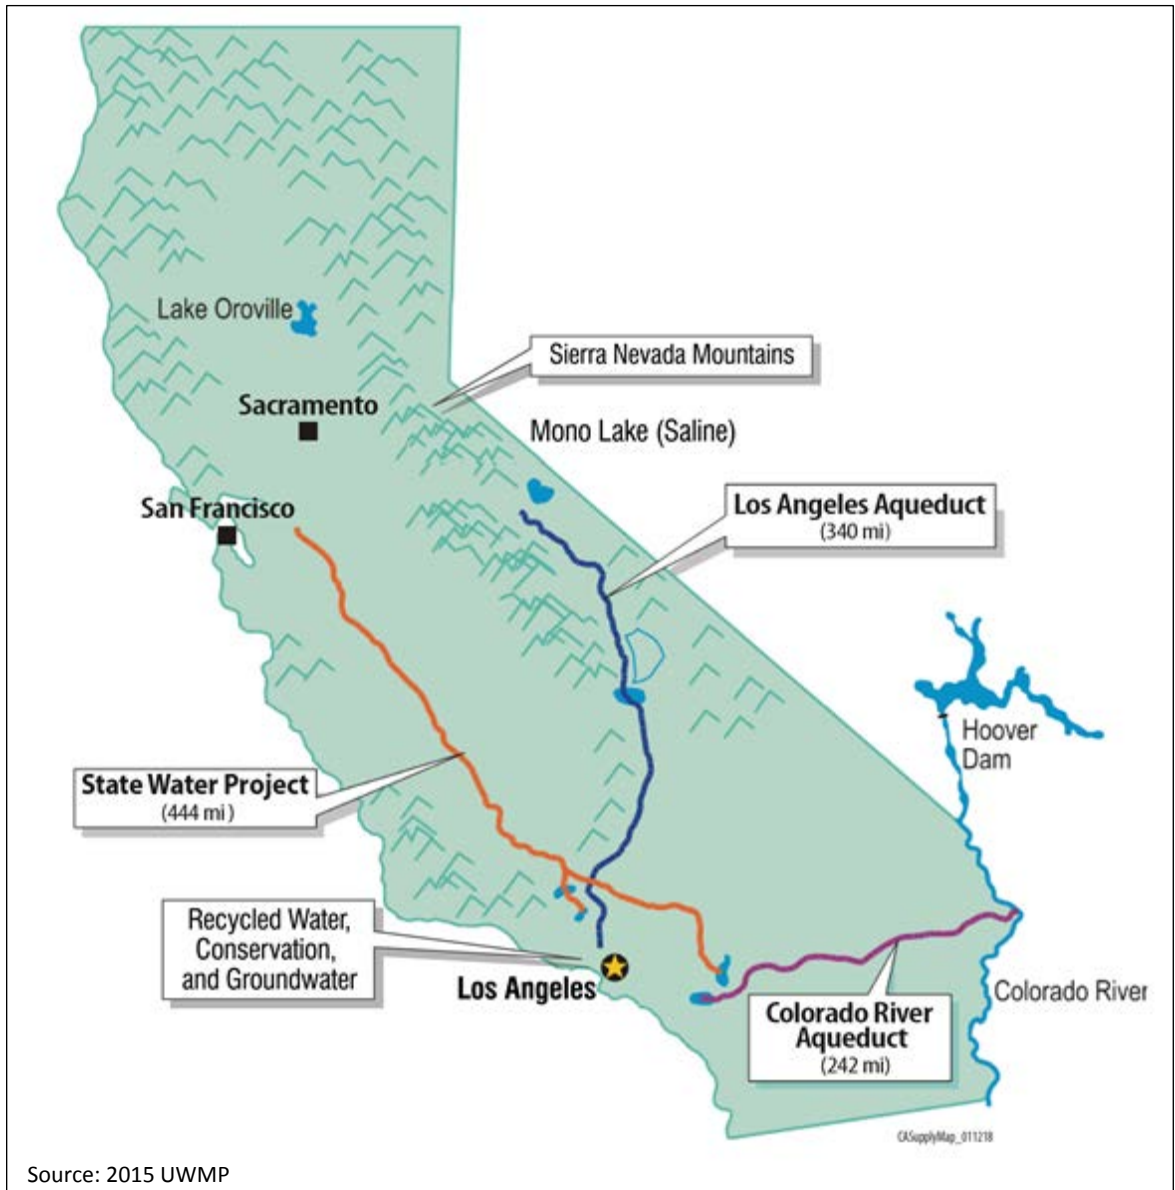 Lake Oroville
Sierra Nevada Mountains
Sacramento
Mono Lake (Saline)
San Francisco
Los Angeles Aqueduct
(340 mi)
Hoover
Dam
State Water Project
(444 mi)
Recycled Water,
Conservation,
and Groundwater
Los Angeles
Colorado River
Colorado River
Aqueduct
(242 mi)
CASupplyMap_011218
Source: 2015 UWMP